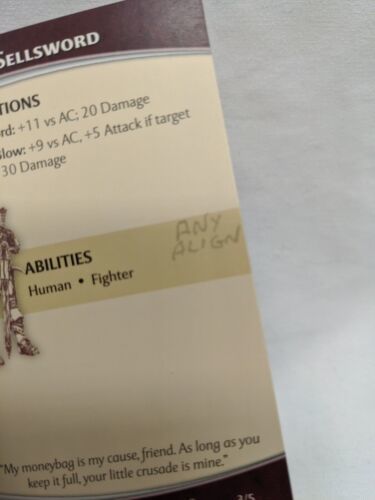 SELLSWORD
TIONS
rd: +11 vs AC; 20 Damage
low: +9 vs AC, +5 Attack if target
30 Damage
ANY
ALIGN
ABILITIES
Human • Fighter
"My moneybag is my cause, friend. As long as you
keep it full, your little crusade is mine."
3/5